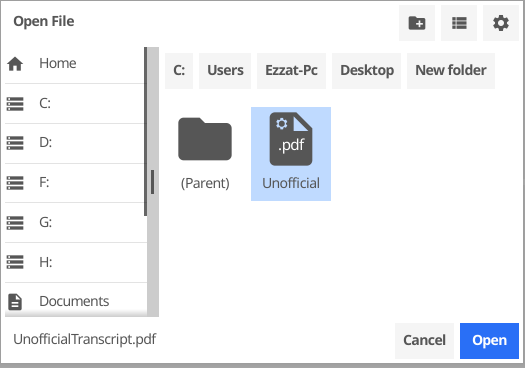 Open File
Home
C:
D:
F:
G:
H:
Documents
C: Users Ezzat-Pc Desktop New folder
(Parent)
.pdf
Unofficial
UnofficialTranscript.pdf
Cancel Open